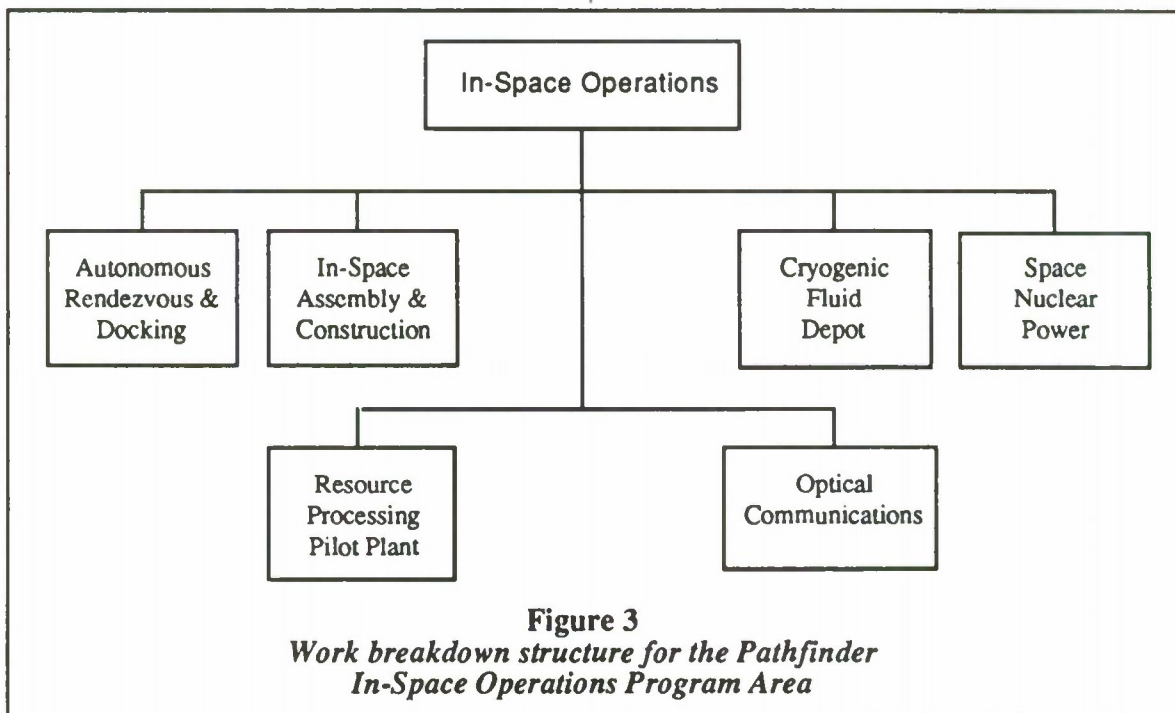 In-Space Operations
Autonomous
Rendezvous &
Docking
In-Space
Assembly &
Construction
Cryogenic
Fluid
Depot
Space
Nuclear
Power
Resource
Processing
Pilot Plant
Optical
Communications
Figure 3
Work breakdown structure for the Pathfinder
In-Space Operations Program Area